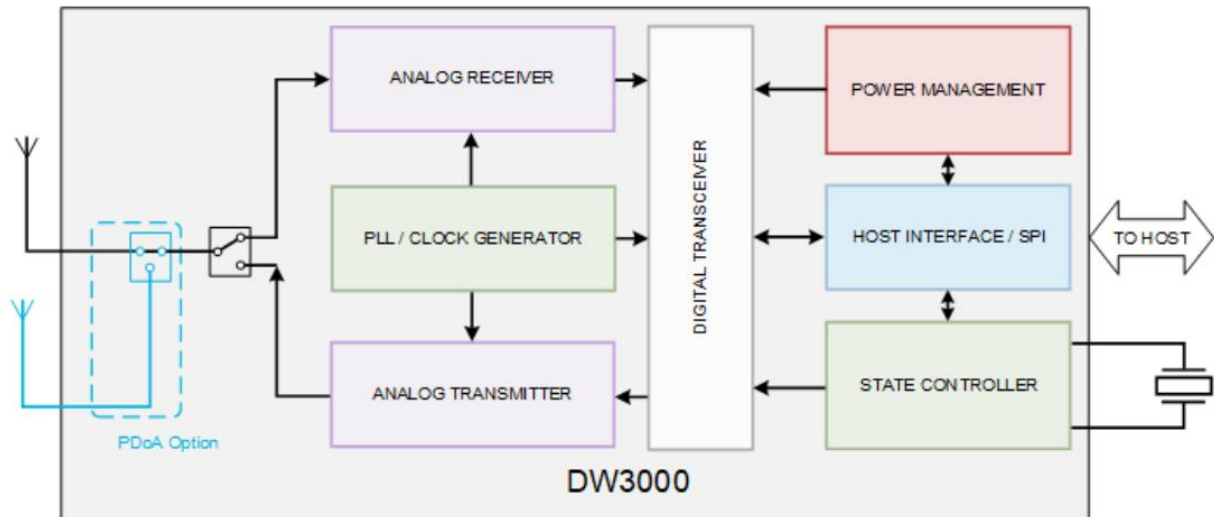 ANALOG RECEIVER
POWER MANAGEMENT
DIGITAL TRANSCEIVER
PLL / CLOCK GENERATOR
HOST INTERFACE / SPI
TO HOST
ANALOG TRANSMITTER
STATE CONTROLLER
PDoA Option
DW3000